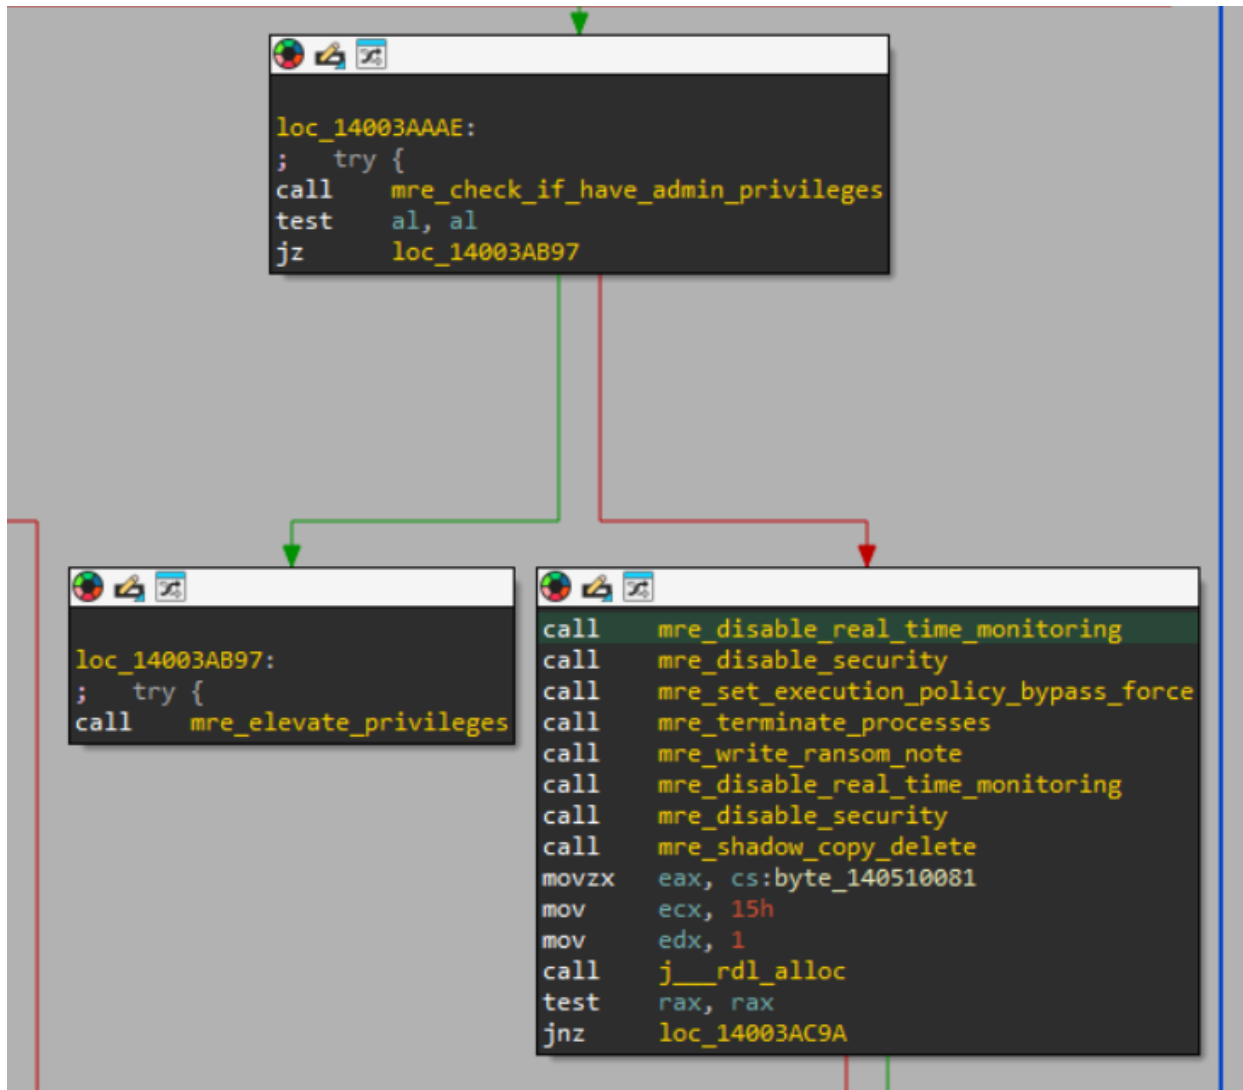 loc_14003AAAE:
;   try {
call    mre_check_if_have_admin_privileges
test    al, al
jz      loc_14003AB97
loc_14003AB97:
;   try {
call    mre_elevate_privileges
call    mre_disable_real_time_monitoring
call    mre_disable_security
call    mre_set_execution_policy_bypass_force
call    mre_terminate_processes
call    mre_write_ransom_note
call    mre_disable_real_time_monitoring
call    mre_disable_security
call    mre_shadow_copy_delete
movzx   eax, cs:byte_140510081
mov     ecx, 15h
mov     edx, 1
call    j___rdl_alloc
test    rax, rax
jnz     loc_14003AC9A